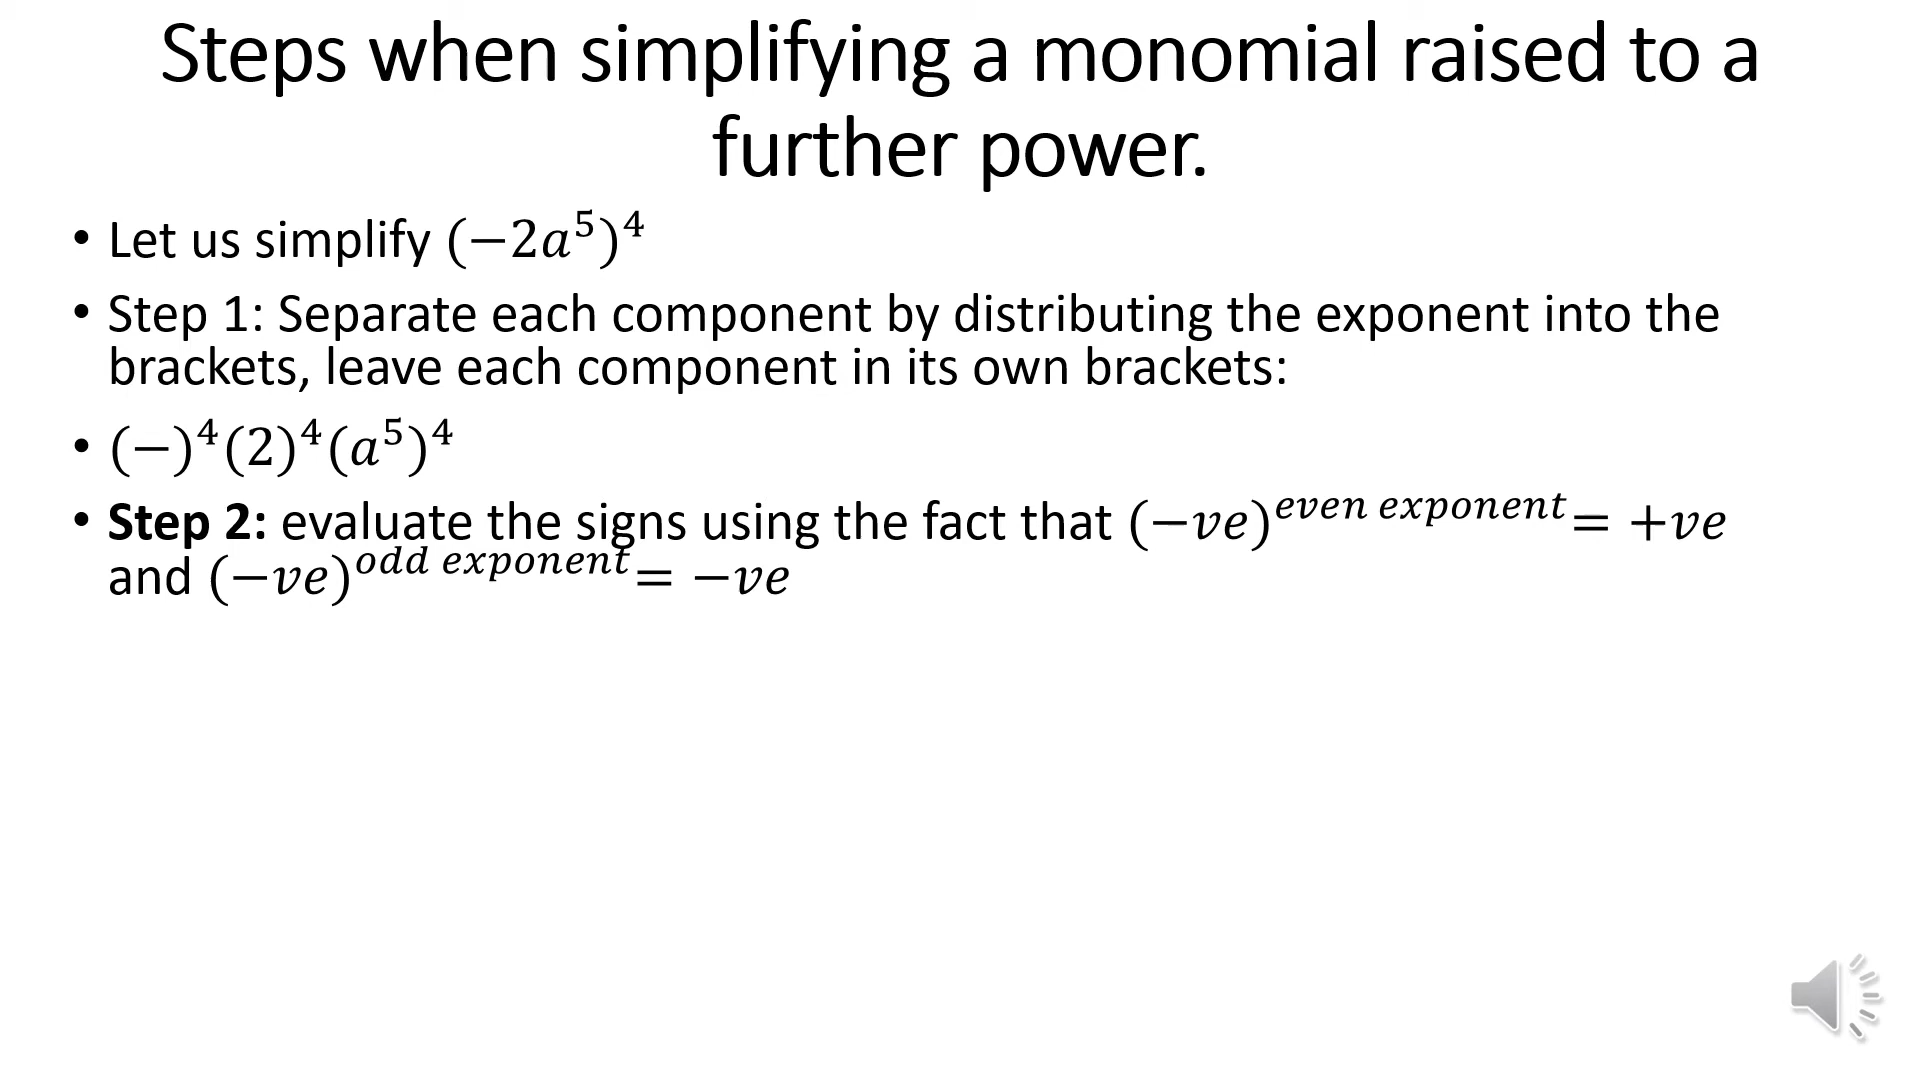 Steps when simplifying a monomial raised to a
further power.
• Let us simplify (−2a⁵)⁴
• Step 1: Separate each component by distributing the exponent into the
brackets, leave each component in its own brackets:
• (−)⁴(2)⁴(a⁵)⁴
• Step 2: evaluate the signs using the fact that (−ve)^{even exponent} = +ve
and (−ve)^{odd exponent} = −ve